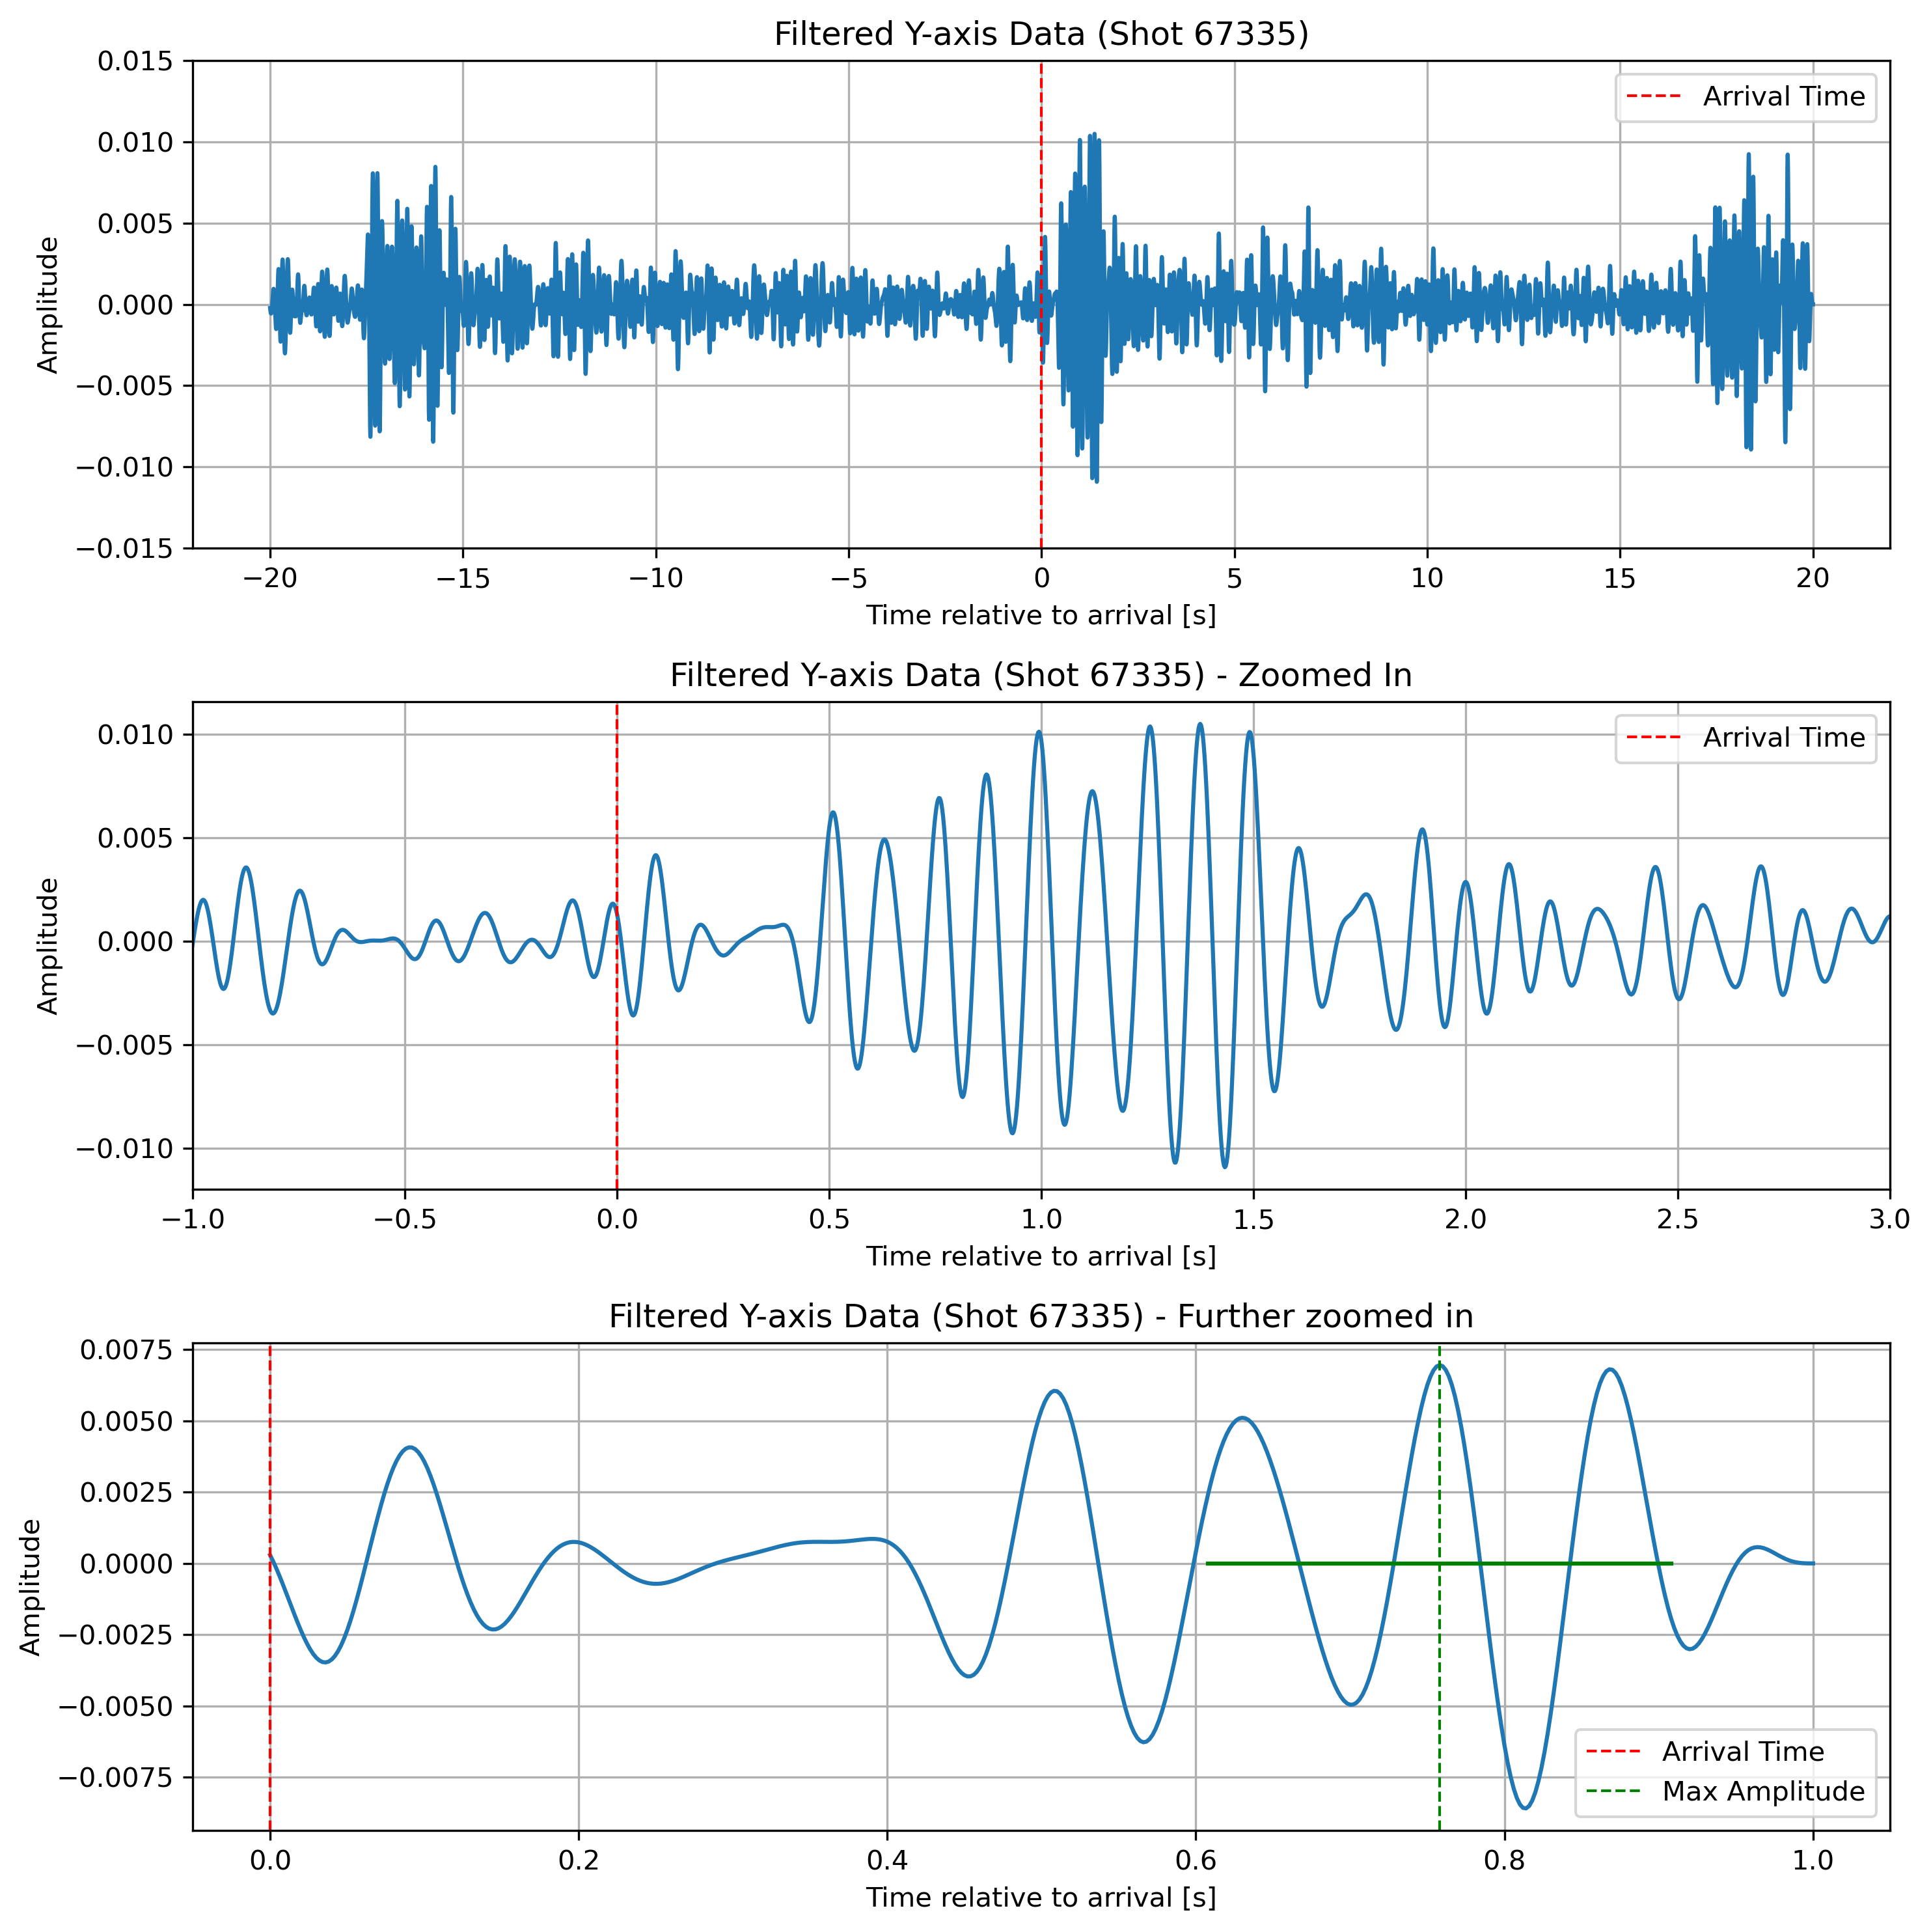 Filtered Y-axis Data (Shot 67335)
0.015
0.010
0.005
0.000
−0.005
−0.010
−0.015
Amplitude
Arrival Time
−20 −15 −10 −5 0 5 10 15 20
Time relative to arrival [s]
Filtered Y-axis Data (Shot 67335) - Zoomed In
0.010
0.005
0.000
−0.005
−0.010
Amplitude
Arrival Time
−1.0 −0.5 0.0 0.5 1.0 1.5 2.0 2.5 3.0
Time relative to arrival [s]
Filtered Y-axis Data (Shot 67335) - Further zoomed in
0.0075
0.0050
0.0025
0.0000
−0.0025
−0.0050
−0.0075
Amplitude
Arrival Time
Max Amplitude
0.0 0.2 0.4 0.6 0.8 1.0
Time relative to arrival [s]